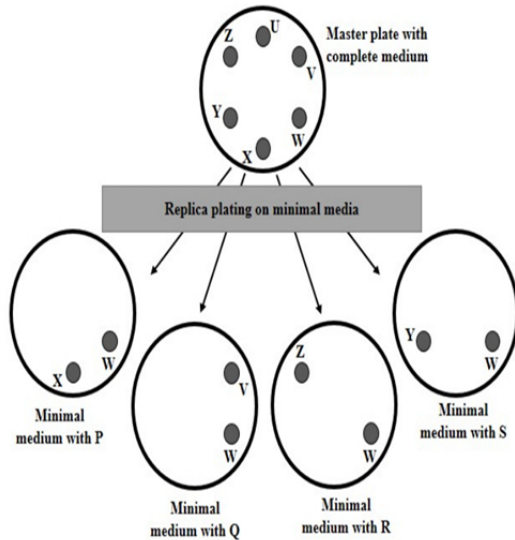 U
Z
V
Y
W
X
Master plate with
complete medium
Replica plating on minimal media
X
W
Minimal
medium with P
V
W
Minimal
medium with Q
Z
W
Minimal
medium with R
Y
W
Minimal
medium with S